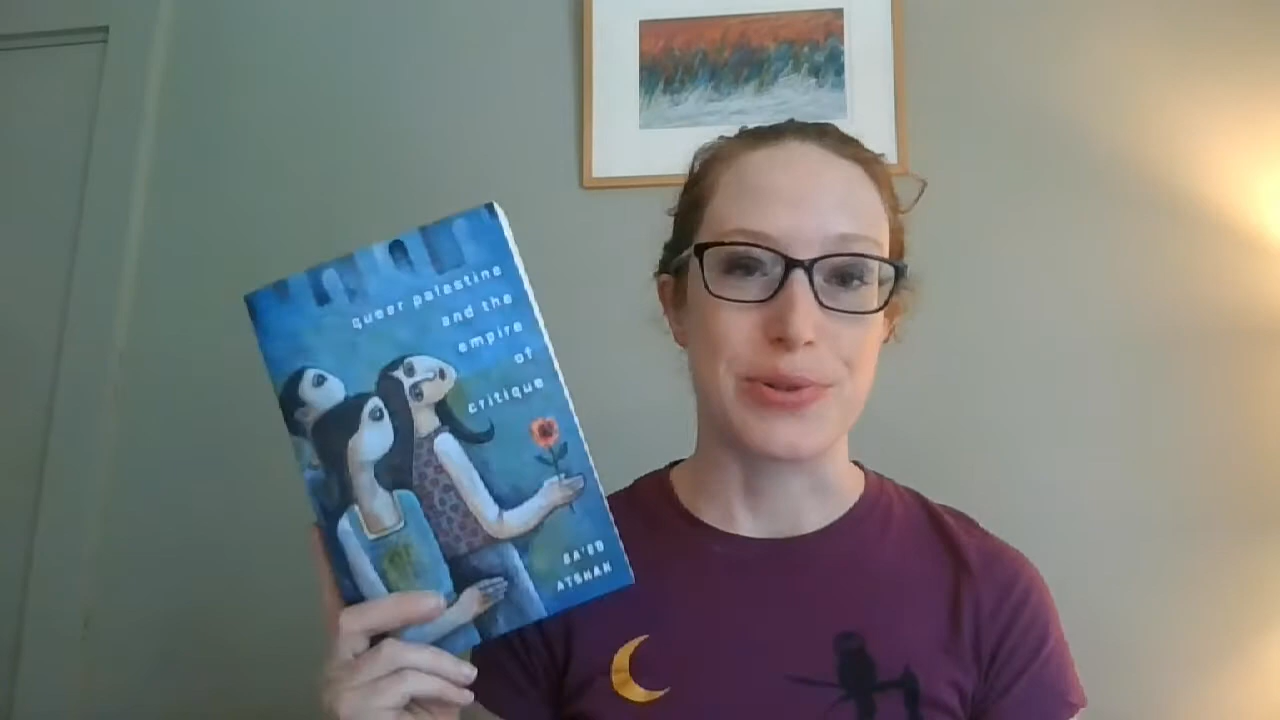 queer palestine
and the
empire
of
critique
SA'ED
ATSHAN